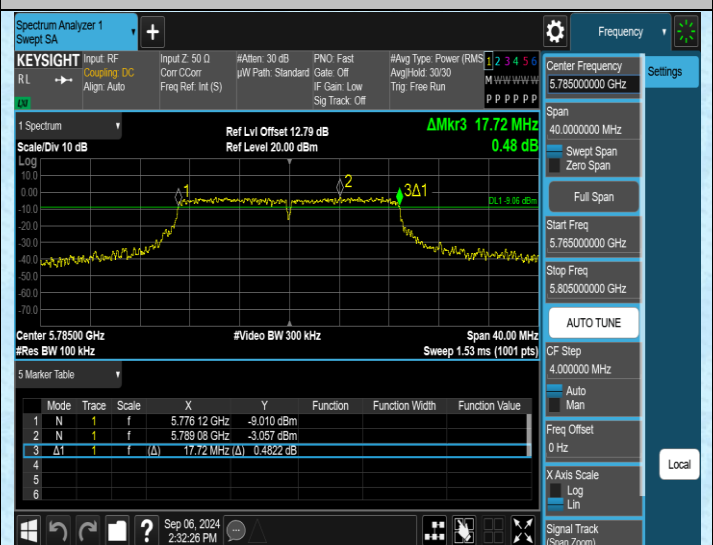 Spectrum Analyzer 1
Swept SA
+
Frequency
KEYSIGHT
RL
LXI
Input: RF
Coupling: DC
Align: Auto
Input Z: 50 Ω
Corr CCorr
Freq Ref: Int (S)
#Atten: 30 dB
µW Path: Standard
PNO: Fast
Gate: Off
IF Gain: Low
Sig Track: Off
#Avg Type: Power (RMS
Avg|Hold: 30/30
Trig: Free Run
1 2 3 4 5 6
M W W W W W
P P P P P P
1 Spectrum
Scale/Div 10 dB
Ref Lvl Offset 12.79 dB
Ref Level 20.00 dBm
ΔMkr3 17.72 MHz
0.48 dB
Log
10.0
0.00
-10.0
-20.0
-30.0
-40.0
-50.0
-60.0
-70.0
1
2
3Δ1
DL1 -9.06 dBm
Center 5.78500 GHz
#Res BW 100 kHz
#Video BW 300 kHz
Span 40.00 MHz
Sweep 1.53 ms (1001 pts)
5 Marker Table
Mode Trace Scale X Y Function Function Width Function Value
1 N 1 f 5.776 12 GHz -9.010 dBm
2 N 1 f 5.789 08 GHz -3.057 dBm
3 Δ1 1 f (Δ) 17.72 MHz (Δ) 0.4822 dB
4
5
6
?
Sep 06, 2024
2:32:26 PM
Center Frequency
5.785000000 GHz
Settings
Span
40.0000000 MHz
Swept Span
Zero Span
Full Span
Start Freq
5.765000000 GHz
Stop Freq
5.805000000 GHz
AUTO TUNE
CF Step
4.000000 MHz
Auto
Man
Freq Offset
0 Hz
X Axis Scale
Log
Lin
Local
Signal Track
(Span Zoom)